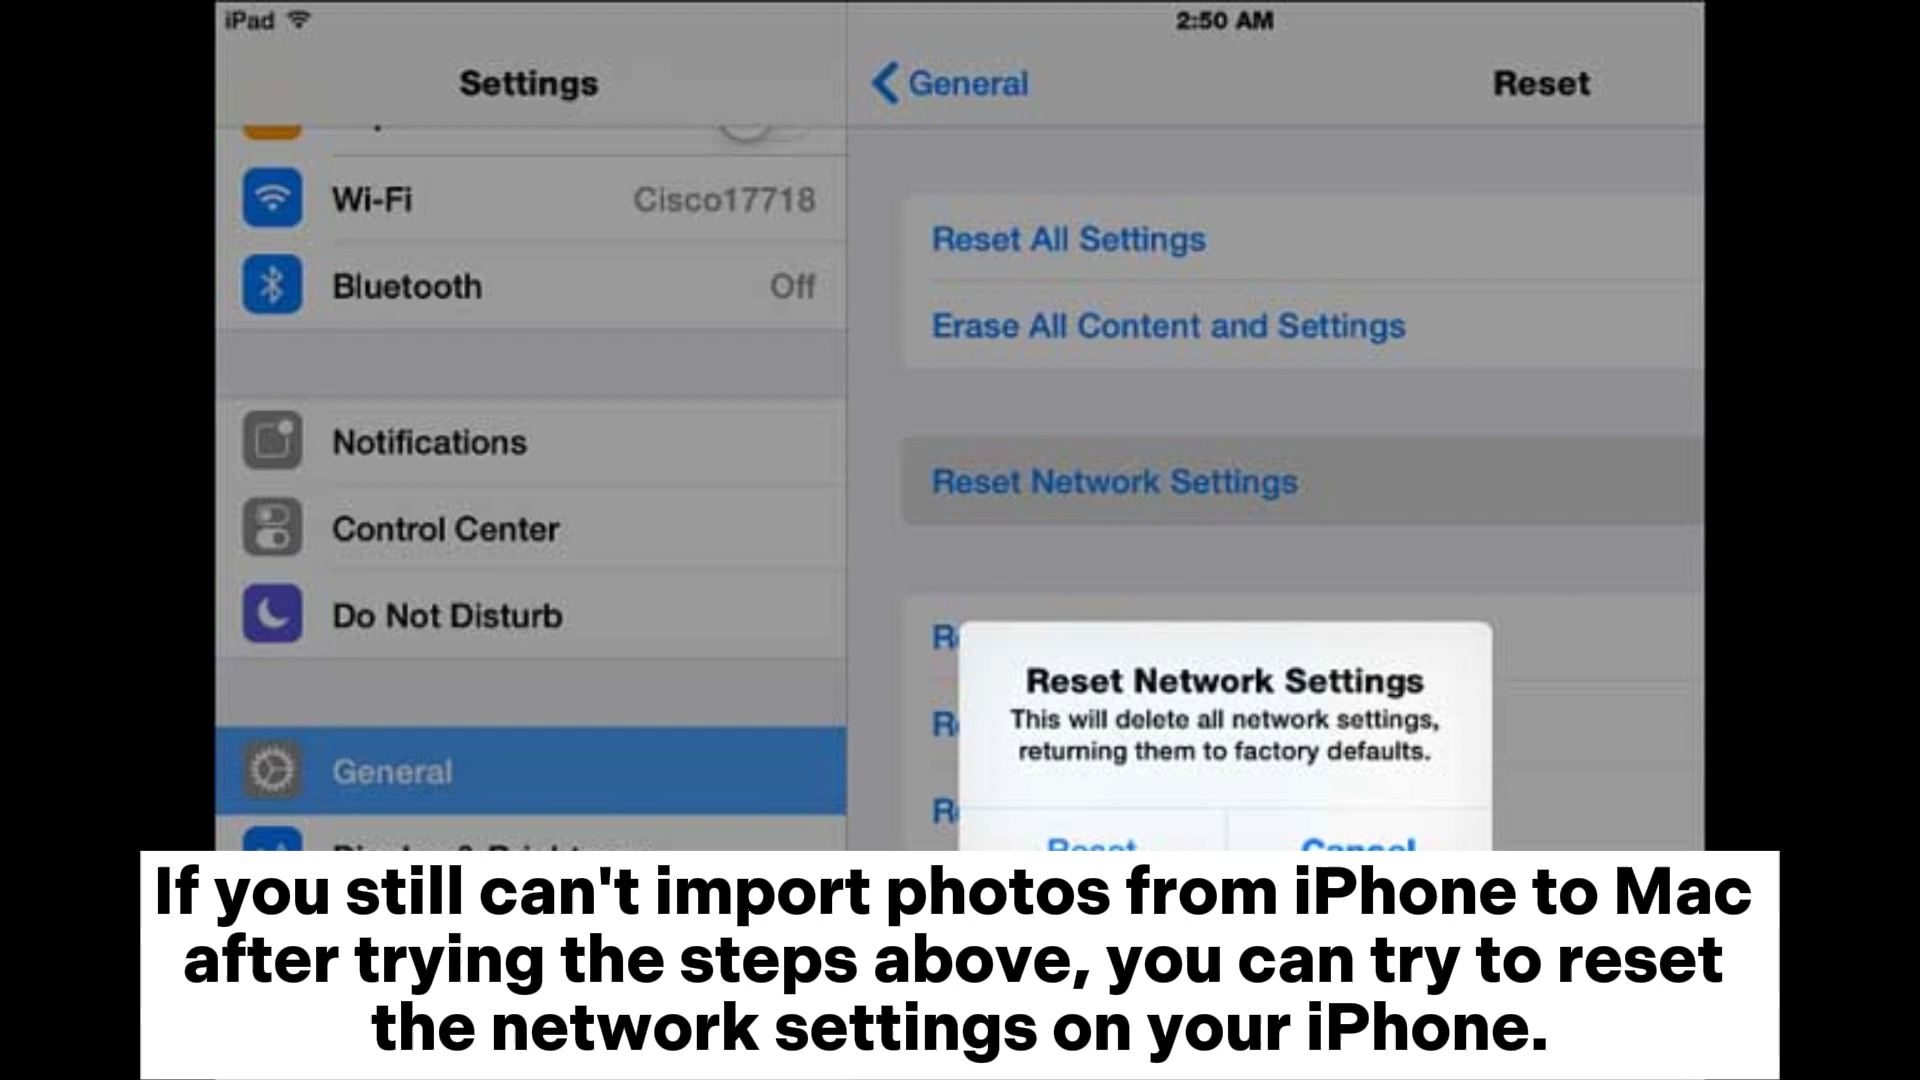 iPad
2:50 AM
Settings
General
Reset
Wi-Fi
Cisco17718
Bluetooth
Off
Notifications
Control Center
Do Not Disturb
General
Reset All Settings
Erase All Content and Settings
Reset Network Settings
Reset Network Settings
This will delete all network settings,
returning them to factory defaults.
Reset
Cancel
If you still can't import photos from iPhone to Mac
after trying the steps above, you can try to reset
the network settings on your iPhone.